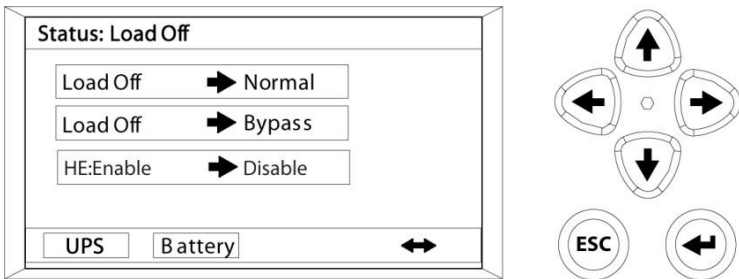 Status: Load Off
Load Off ➡ Normal
Load Off ➡ Bypass
HE:Enable ➡ Disable
UPS Battery ↔
ESC